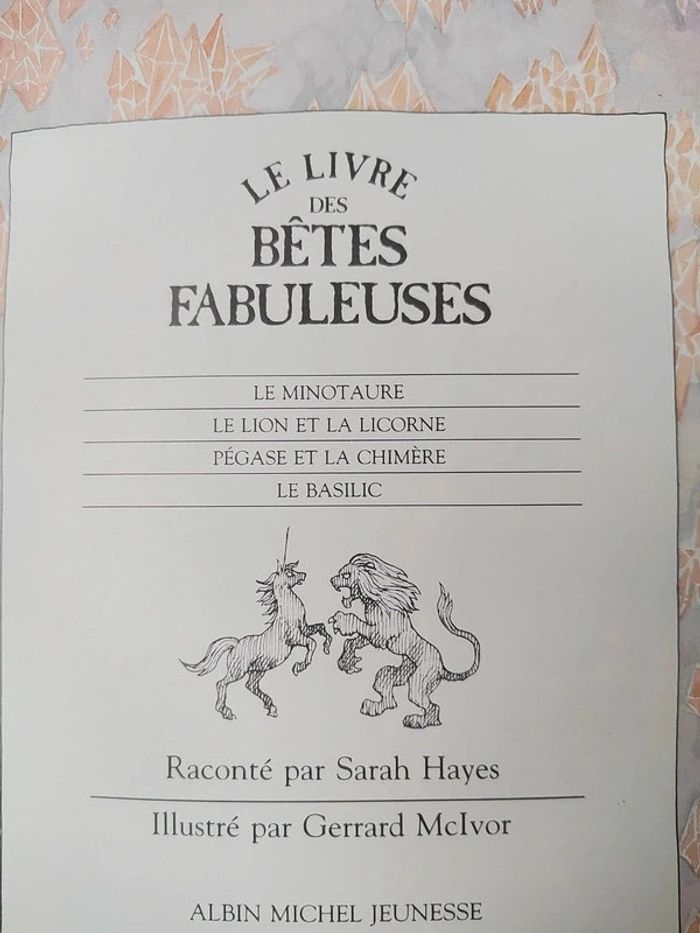 LE LIVRE
DES
BÊTES
FABULEUSES
LE MINOTAURE
LE LION ET LA LICORNE
PÉGASE ET LA CHIMÈRE
LE BASILIC
Raconté par Sarah Hayes
Illustré par Gerrard McIvor
ALBIN MICHEL JEUNESSE